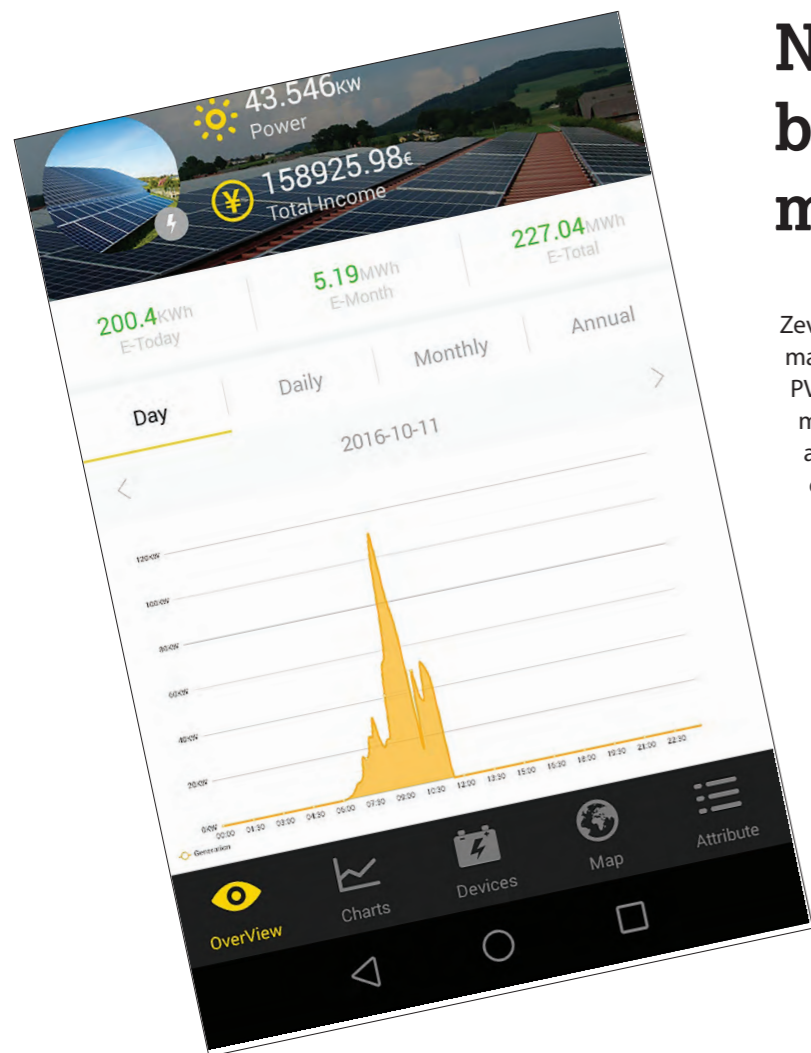 43.546KW
Power
158925.98€
Total Income
200.4KWh
E-Today
5.19MWh
E-Month
227.04MWh
E-Total
Day
Daily
Monthly
Annual
2016-10-11
120KW
100KW
80KW
60KW
40KW
20KW
0KW
00:00 01:30 03:00 04:30 06:00 07:30 09:00 10:30 12:00 13:30 15:00 16:30 18:00 19:30 21:00 22:30
Generation
OverView
Charts
Devices
Map
Attribute
N
b
m
Zev
ma
PV
m
a